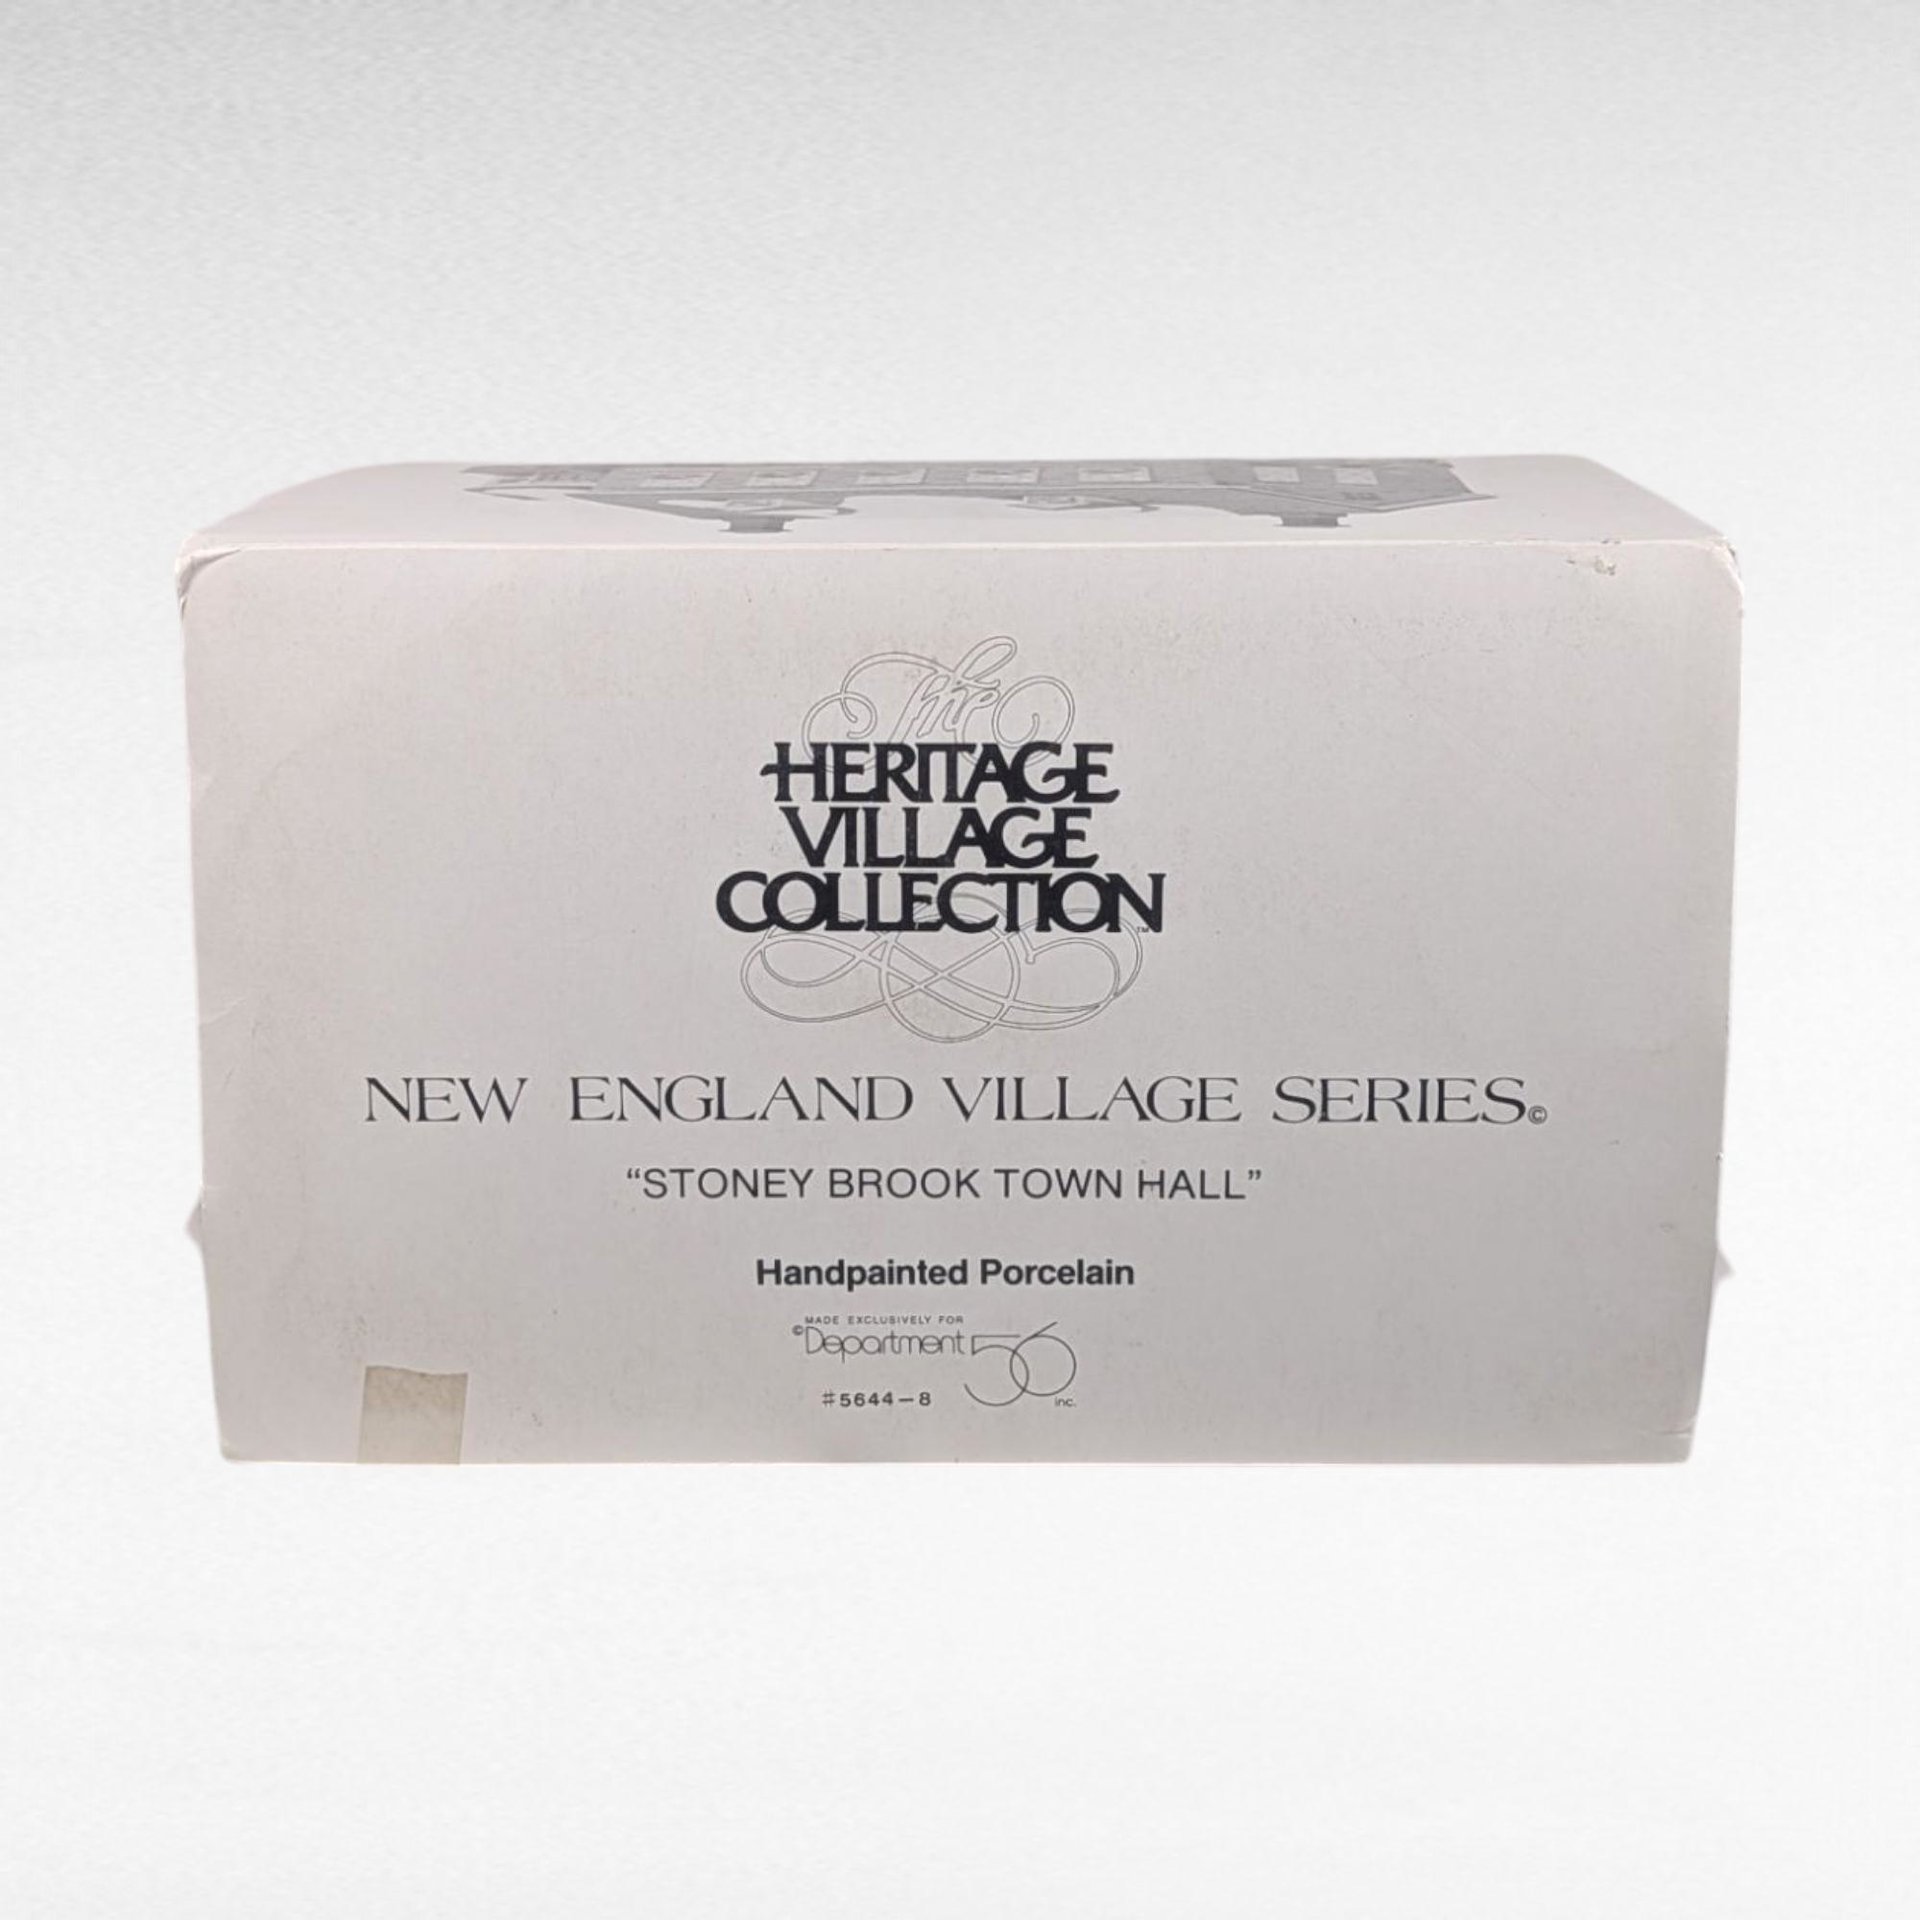 The
HERITAGE
VILLAGE
COLLECTION™
NEW ENGLAND VILLAGE SERIES©
“STONEY BROOK TOWN HALL”
Handpainted Porcelain
MADE EXCLUSIVELY FOR
©Department 56 inc.
#5644-8